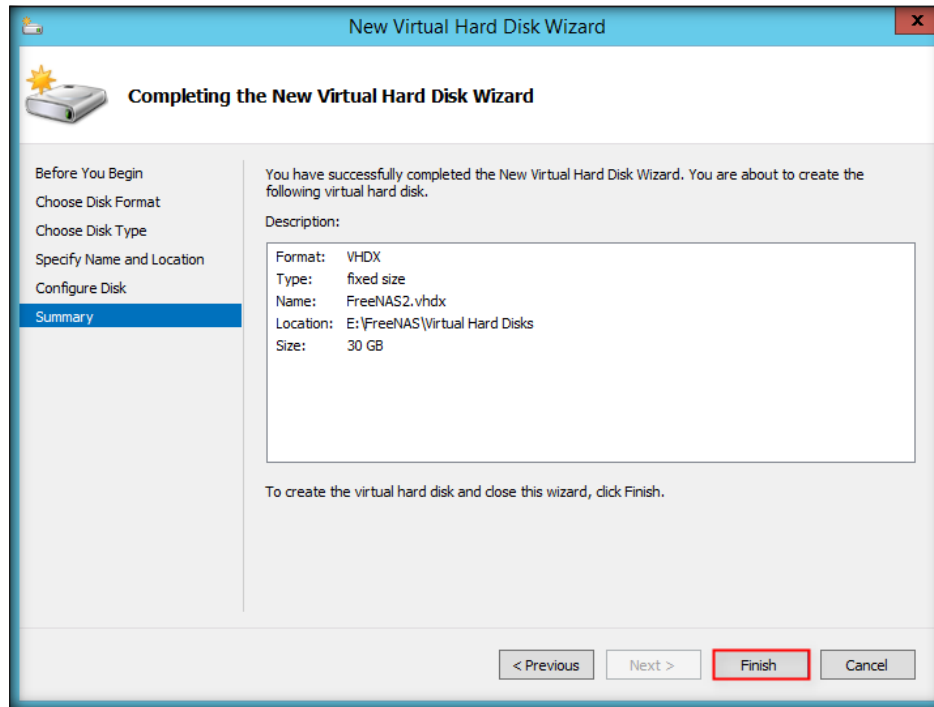 New Virtual Hard Disk Wizard
x
Completing the New Virtual Hard Disk Wizard
Before You Begin
Choose Disk Format
Choose Disk Type
Specify Name and Location
Configure Disk
Summary
You have successfully completed the New Virtual Hard Disk Wizard. You are about to create the
following virtual hard disk.
Description:
Format: VHDX
Type: fixed size
Name: FreeNAS2.vhdx
Location: E:\FreeNAS\Virtual Hard Disks
Size: 30 GB
To create the virtual hard disk and close this wizard, click Finish.
< Previous Next > Finish Cancel